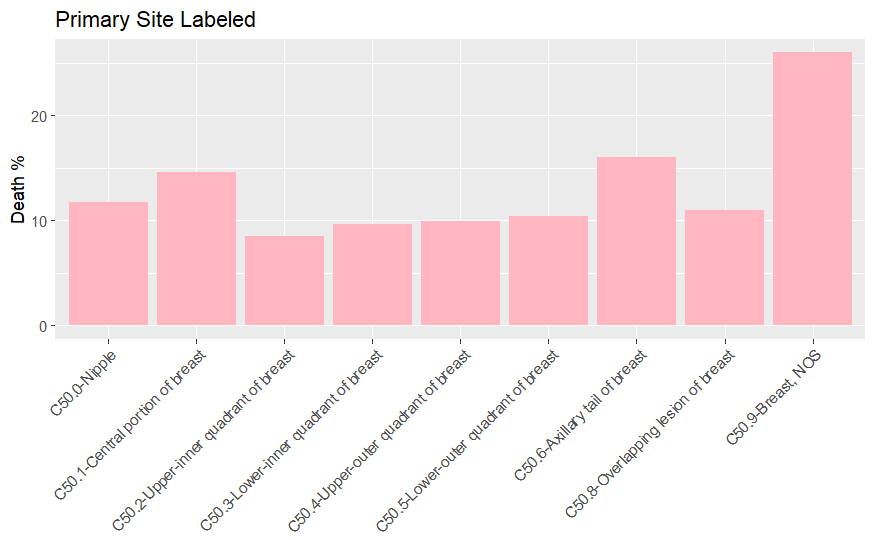 Primary Site Labeled
Death %
20
10
0
C50.0-Nipple
C50.1-Central portion of breast
C50.2-Upper-inner quadrant of breast
C50.3-Lower-inner quadrant of breast
C50.4-Upper-outer quadrant of breast
C50.5-Lower-outer quadrant of breast
C50.6-Axillary tail of breast
C50.8-Overlapping lesion of breast
C50.9-Breast, NOS